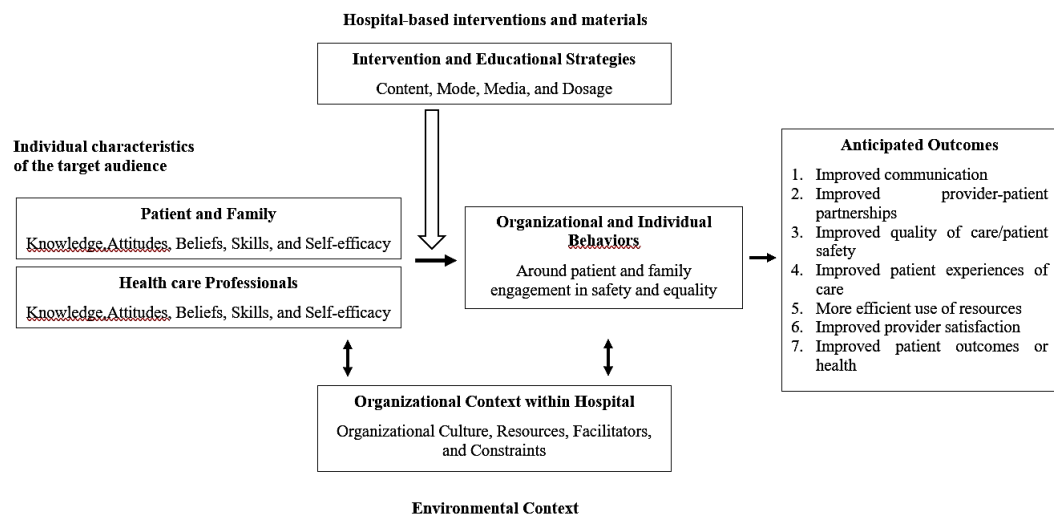 Hospital-based interventions and materials
Intervention and Educational Strategies
Content, Mode, Media, and Dosage
Individual characteristics
of the target audience
Patient and Family
Knowledge,Attitudes, Beliefs, Skills, and Self-efficacy
Health care Professionals
Knowledge,Attitudes, Beliefs, Skills, and Self-efficacy
Organizational and Individual
Behaviors
Around patient and family
engagement in safety and equality
Anticipated Outcomes
1. Improved communication
2. Improved provider-patient
partnerships
3. Improved quality of care/patient
safety
4. Improved patient experiences of
care
5. More efficient use of resources
6. Improved provider satisfaction
7. Improved patient outcomes or
health
Organizational Context within Hospital
Organizational Culture, Resources, Facilitators,
and Constraints
Environmental Context